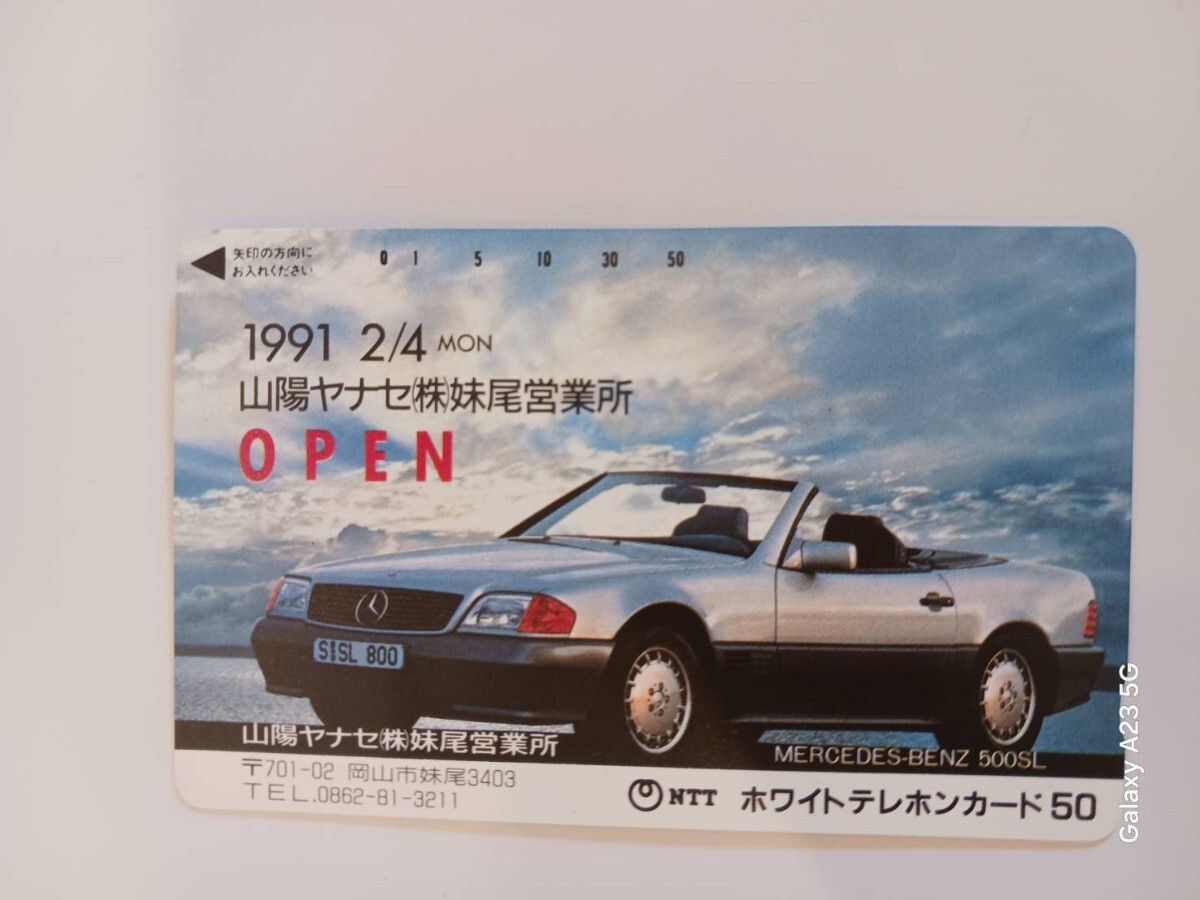 矢印の方向に
お入れください
0 1 5 10 30 50
1991 2/4 MON
山陽ヤナセ㈱妹尾営業所
OPEN
S SL 800
山陽ヤナセ㈱妹尾営業所
〒701-02 岡山市妹尾3403
TEL.0862-81-3211
MERCEDES-BENZ 500SL
NTT ホワイトテレホンカード50
Galaxy A23 5G